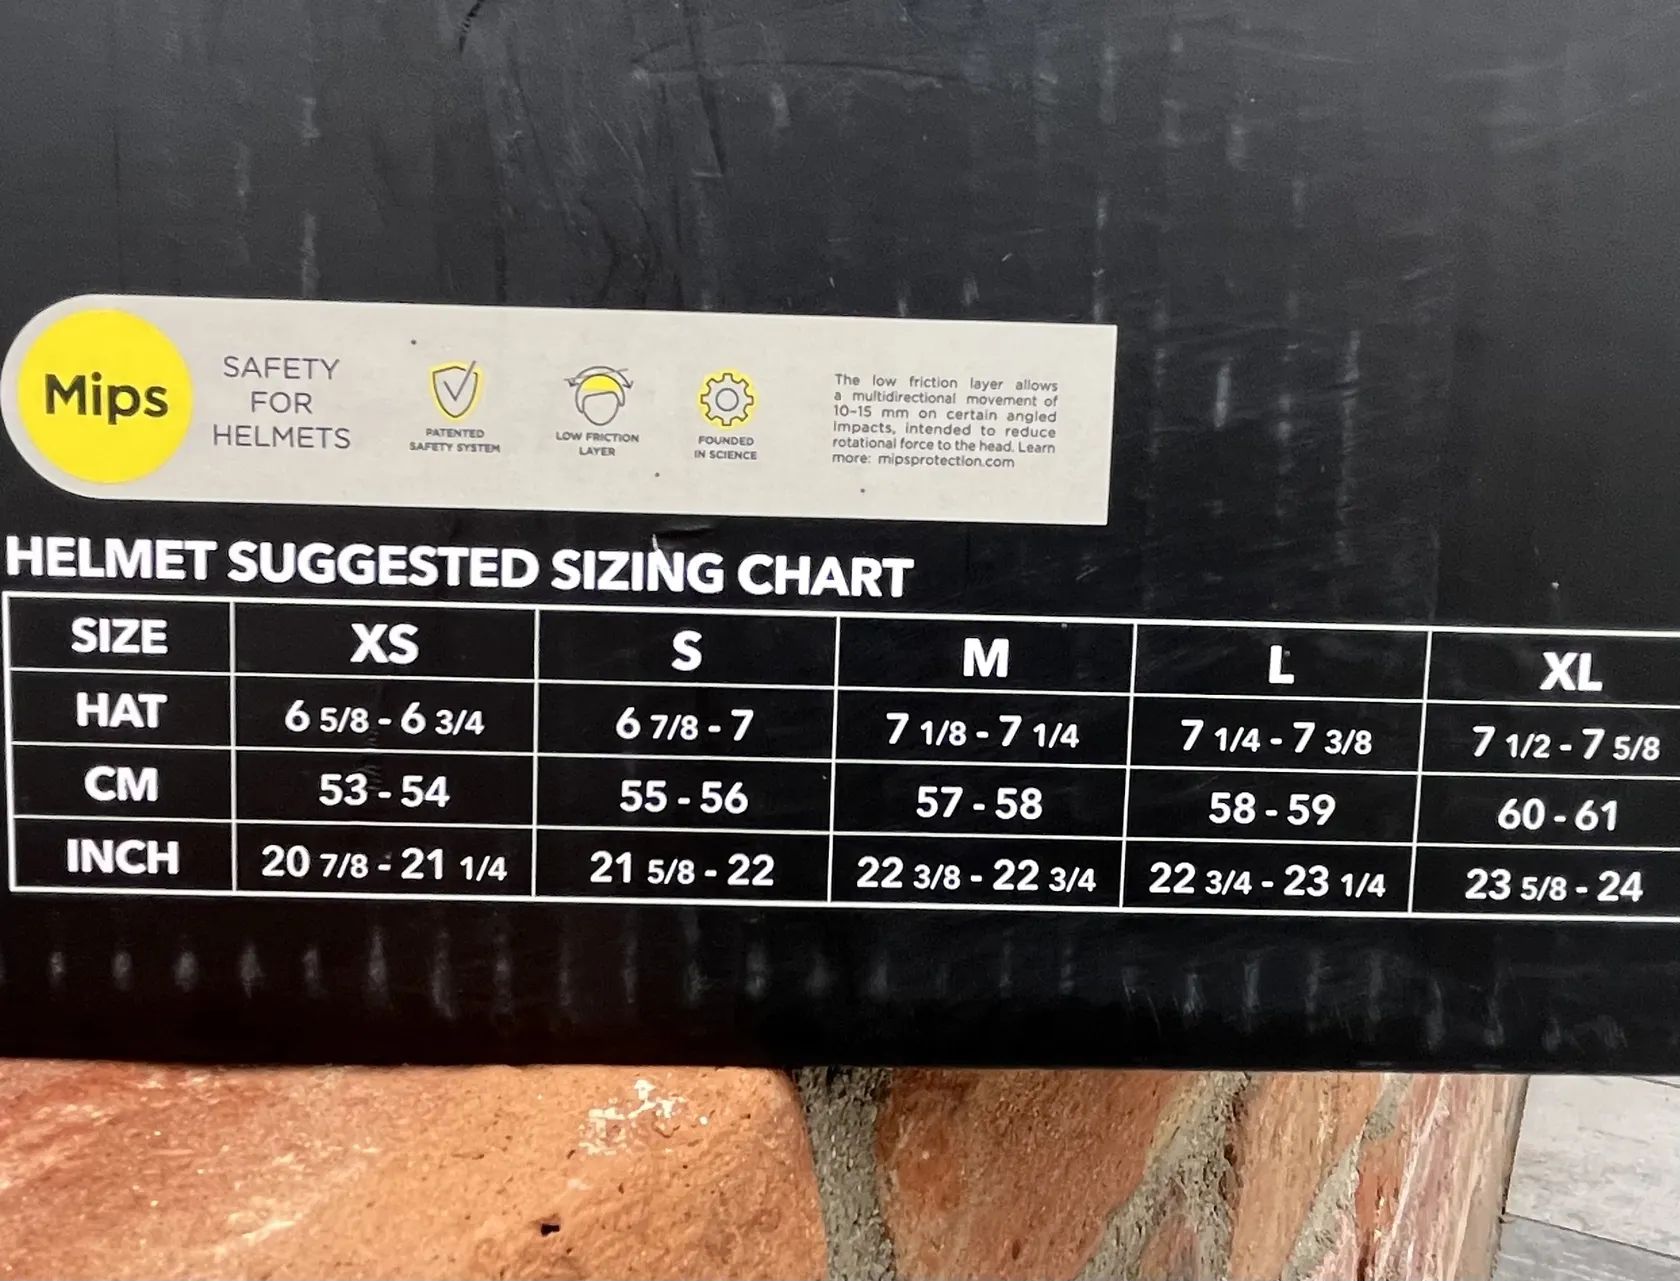 Mips
SAFETY
FOR
HELMETS
PATENTED
SAFETY SYSTEM
LOW FRICTION
LAYER
FOUNDED
IN SCIENCE
The low friction layer allows
a multidirectional movement of
10-15 mm on certain angled
impacts, intended to reduce
rotational force to the head. Learn
more: mipsprotection.com
HELMET SUGGESTED SIZING CHART
SIZE XS S M L XL
HAT 6 5/8 - 6 3/4 6 7/8 - 7 7 1/8 - 7 1/4 7 1/4 - 7 3/8 7 1/2 - 7 5/8
CM 53 - 54 55 - 56 57 - 58 58 - 59 60 - 61
INCH 20 7/8 - 21 1/4 21 5/8 - 22 22 3/8 - 22 3/4 22 3/4 - 23 1/4 23 5/8 - 24